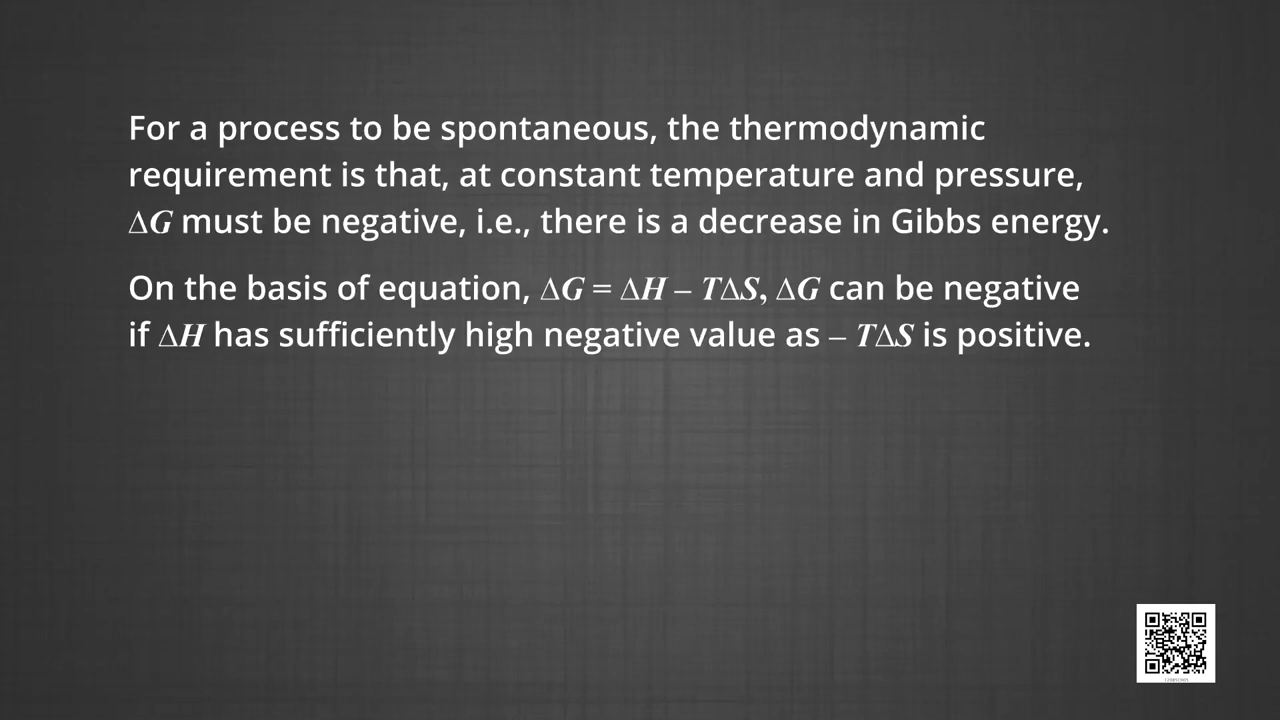 For a process to be spontaneous, the thermodynamic
requirement is that, at constant temperature and pressure,
ΔG must be negative, i.e., there is a decrease in Gibbs energy.
On the basis of equation, ΔG = ΔH – TΔS, ΔG can be negative
if ΔH has sufficiently high negative value as – TΔS is positive.